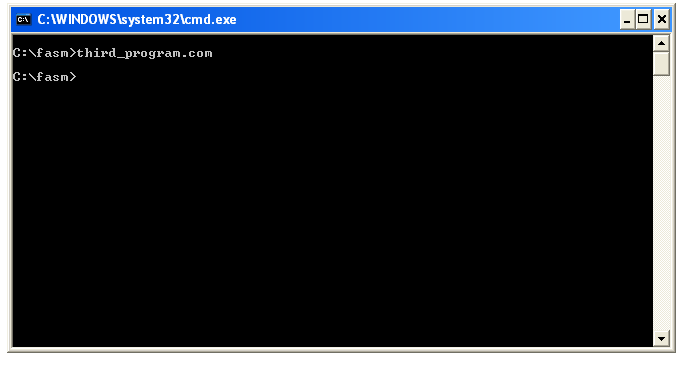 C:\WINDOWS\system32\cmd.exe
C:\fasm>third_program.com
C:\fasm>